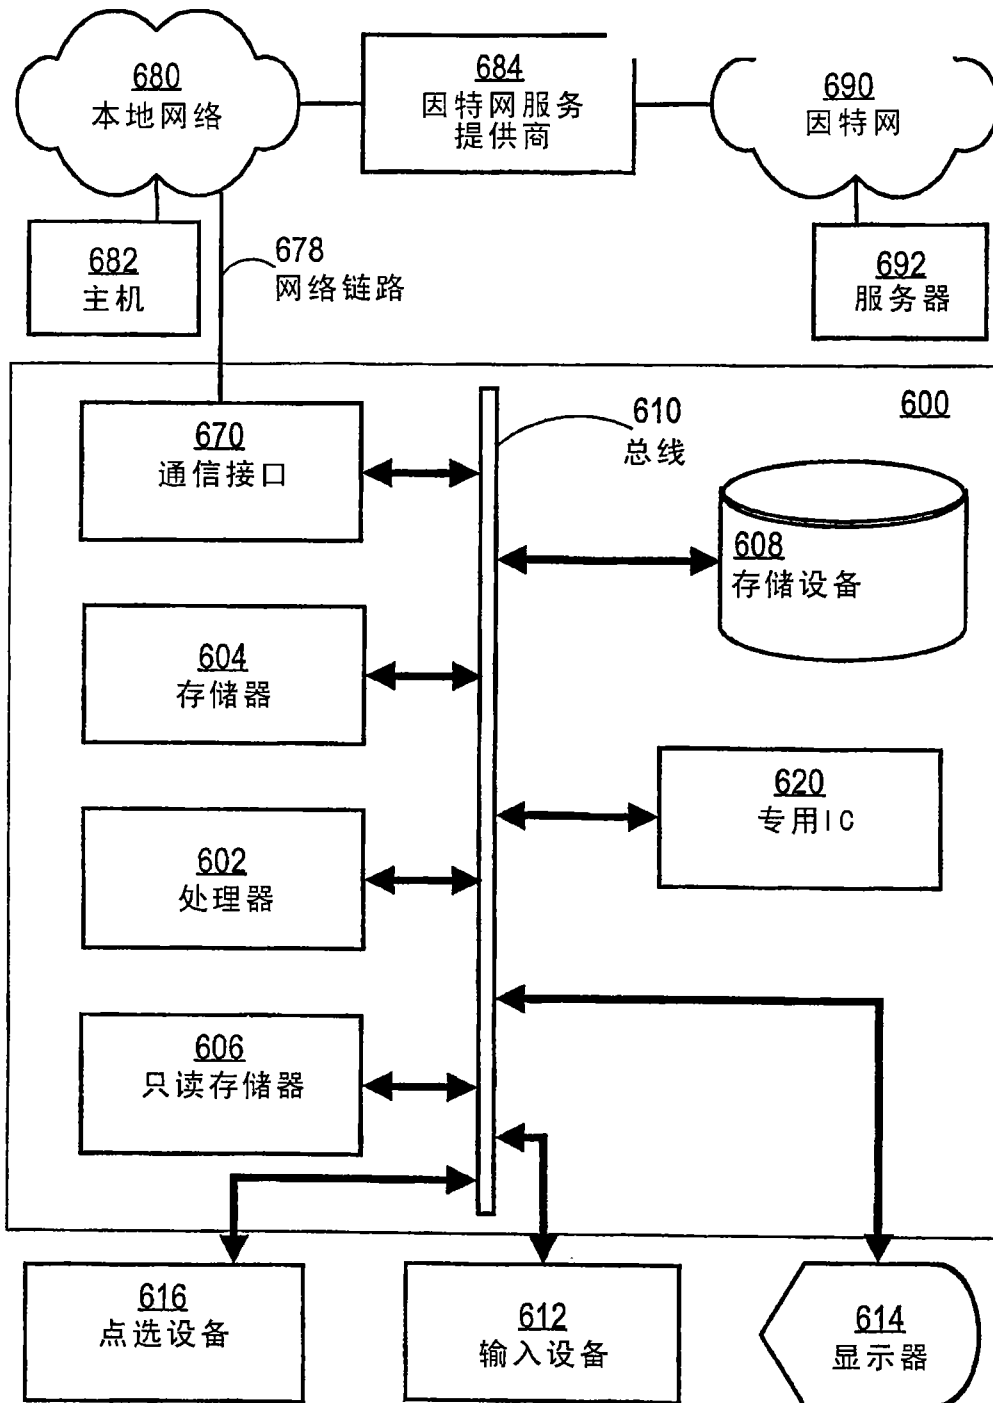 680
本地网络
684
因特网服务
提供商
690
因特网
682
主机
678
网络链路
692
服务器
600
670
通信接口
610
总线
608
存储设备
604
存储器
620
专用IC
602
处理器
606
只读存储器
616
点选设备
612
输入设备
614
显示器